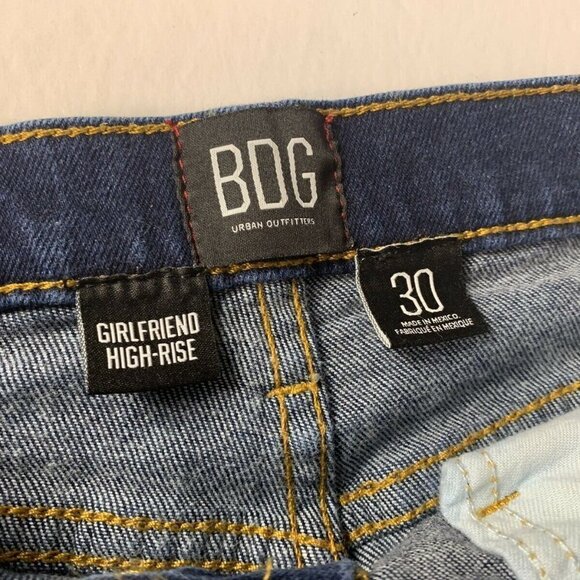 BDG
URBAN OUTFITTERS
GIRLFRIEND
HIGH-RISE
30
MADE IN MEXICO.
FABRIQUÉ EN MEXIQUE